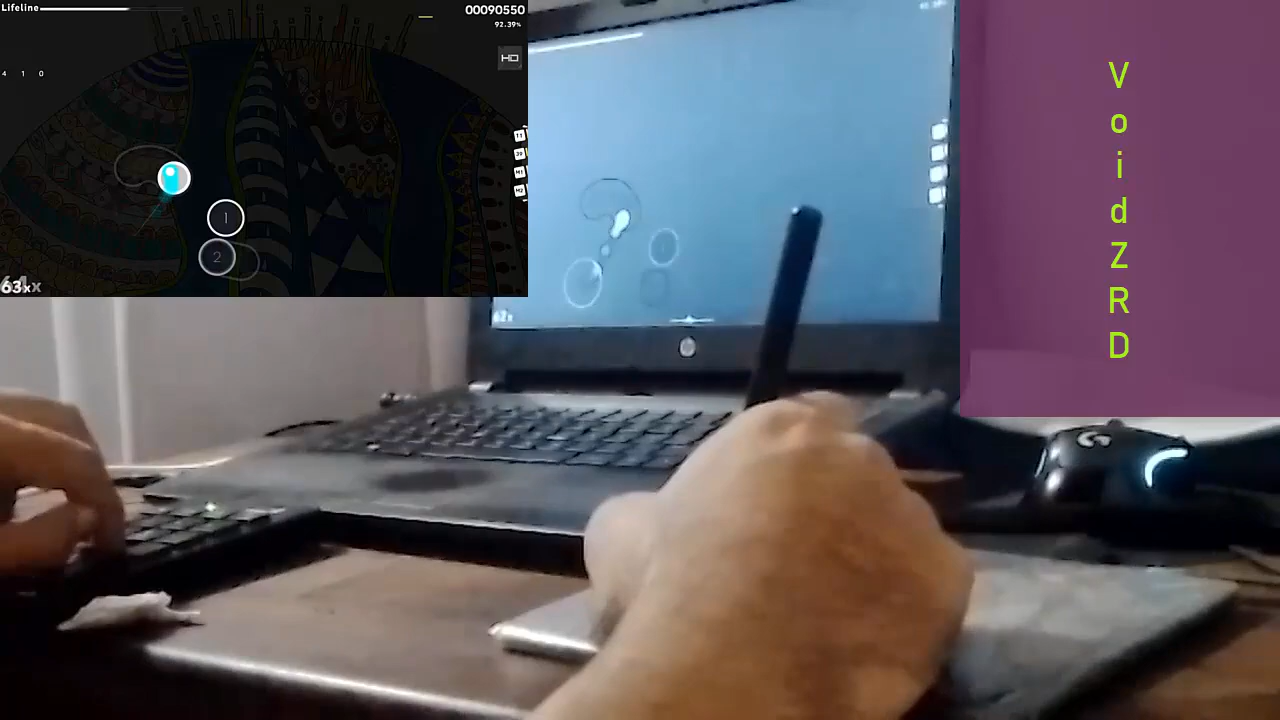 Lifeline
00090550
92.39%
HD
4 1 0
1
2
63x
V
o
i
d
Z
R
D